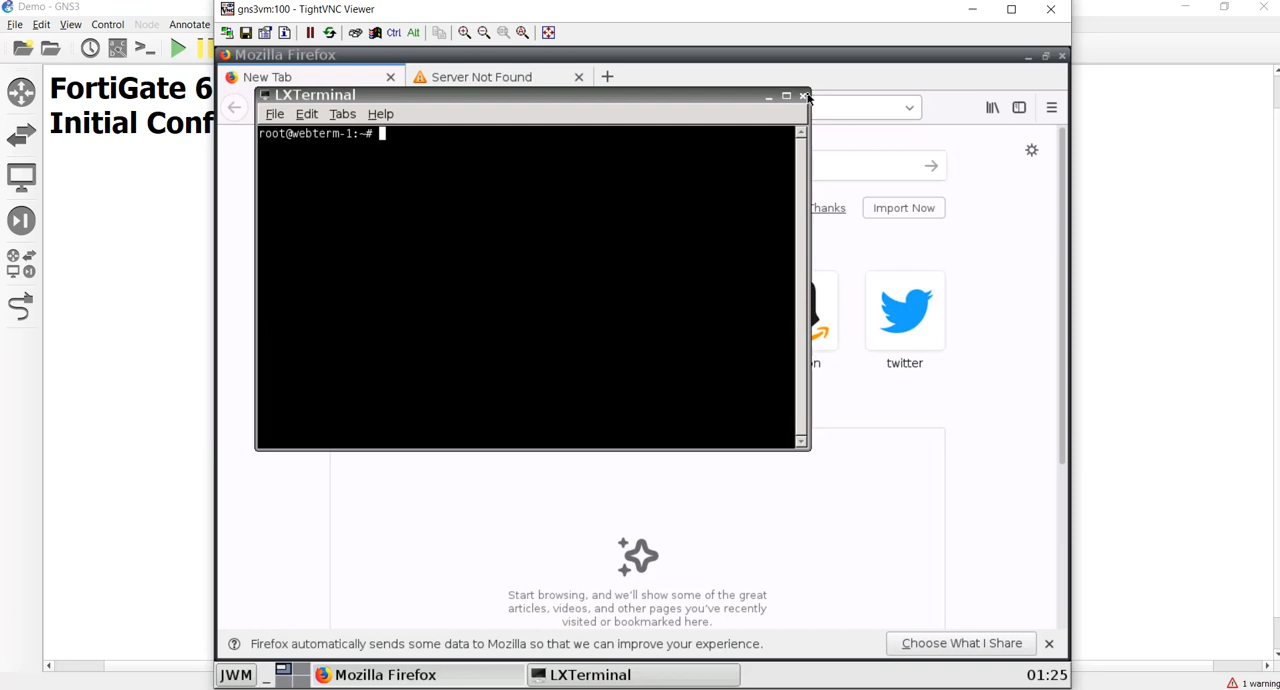 Demo - GNS3
File Edit View Control Node Annotate
FortiGate 6
Initial Conf
gns3vm:100 - TightVNC Viewer
Ctrl Alt
Mozilla Firefox
New Tab
Server Not Found
LXTerminal
File Edit Tabs Help
root@webterm-1:~#
Thanks
Import Now
on
twitter
Start browsing, and we'll show some of the great
articles, videos, and other pages you've recently
visited or bookmarked here.
Firefox automatically sends some data to Mozilla so that we can improve your experience.
Choose What I Share
JWM
Mozilla Firefox
LXTerminal
01:25
1 warning